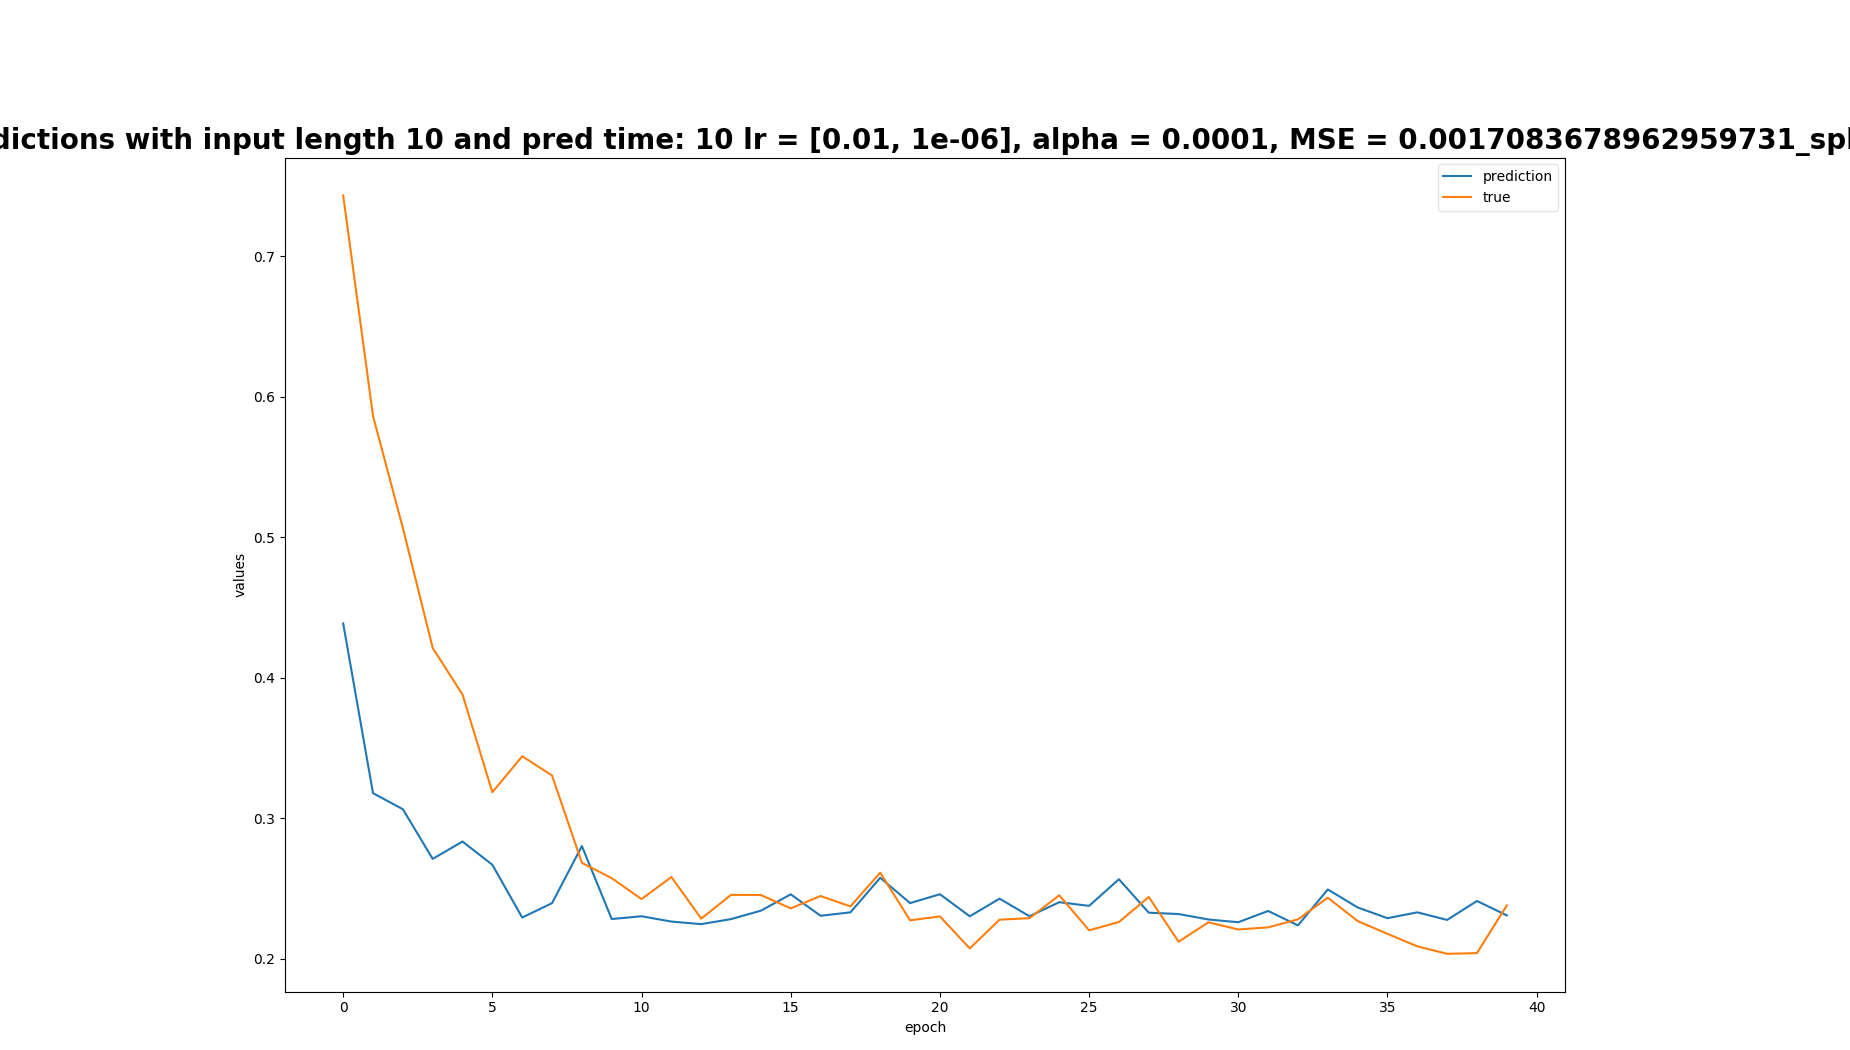 dictions with input length 10 and pred time: 10 lr = [0.01, 1e-06], alpha = 0.0001, MSE = 0.0017083678962959731_spl
prediction
true
0.7
0.6
0.5
0.4
0.3
0.2
values
0 5 10 15 20 25 30 35 40
epoch